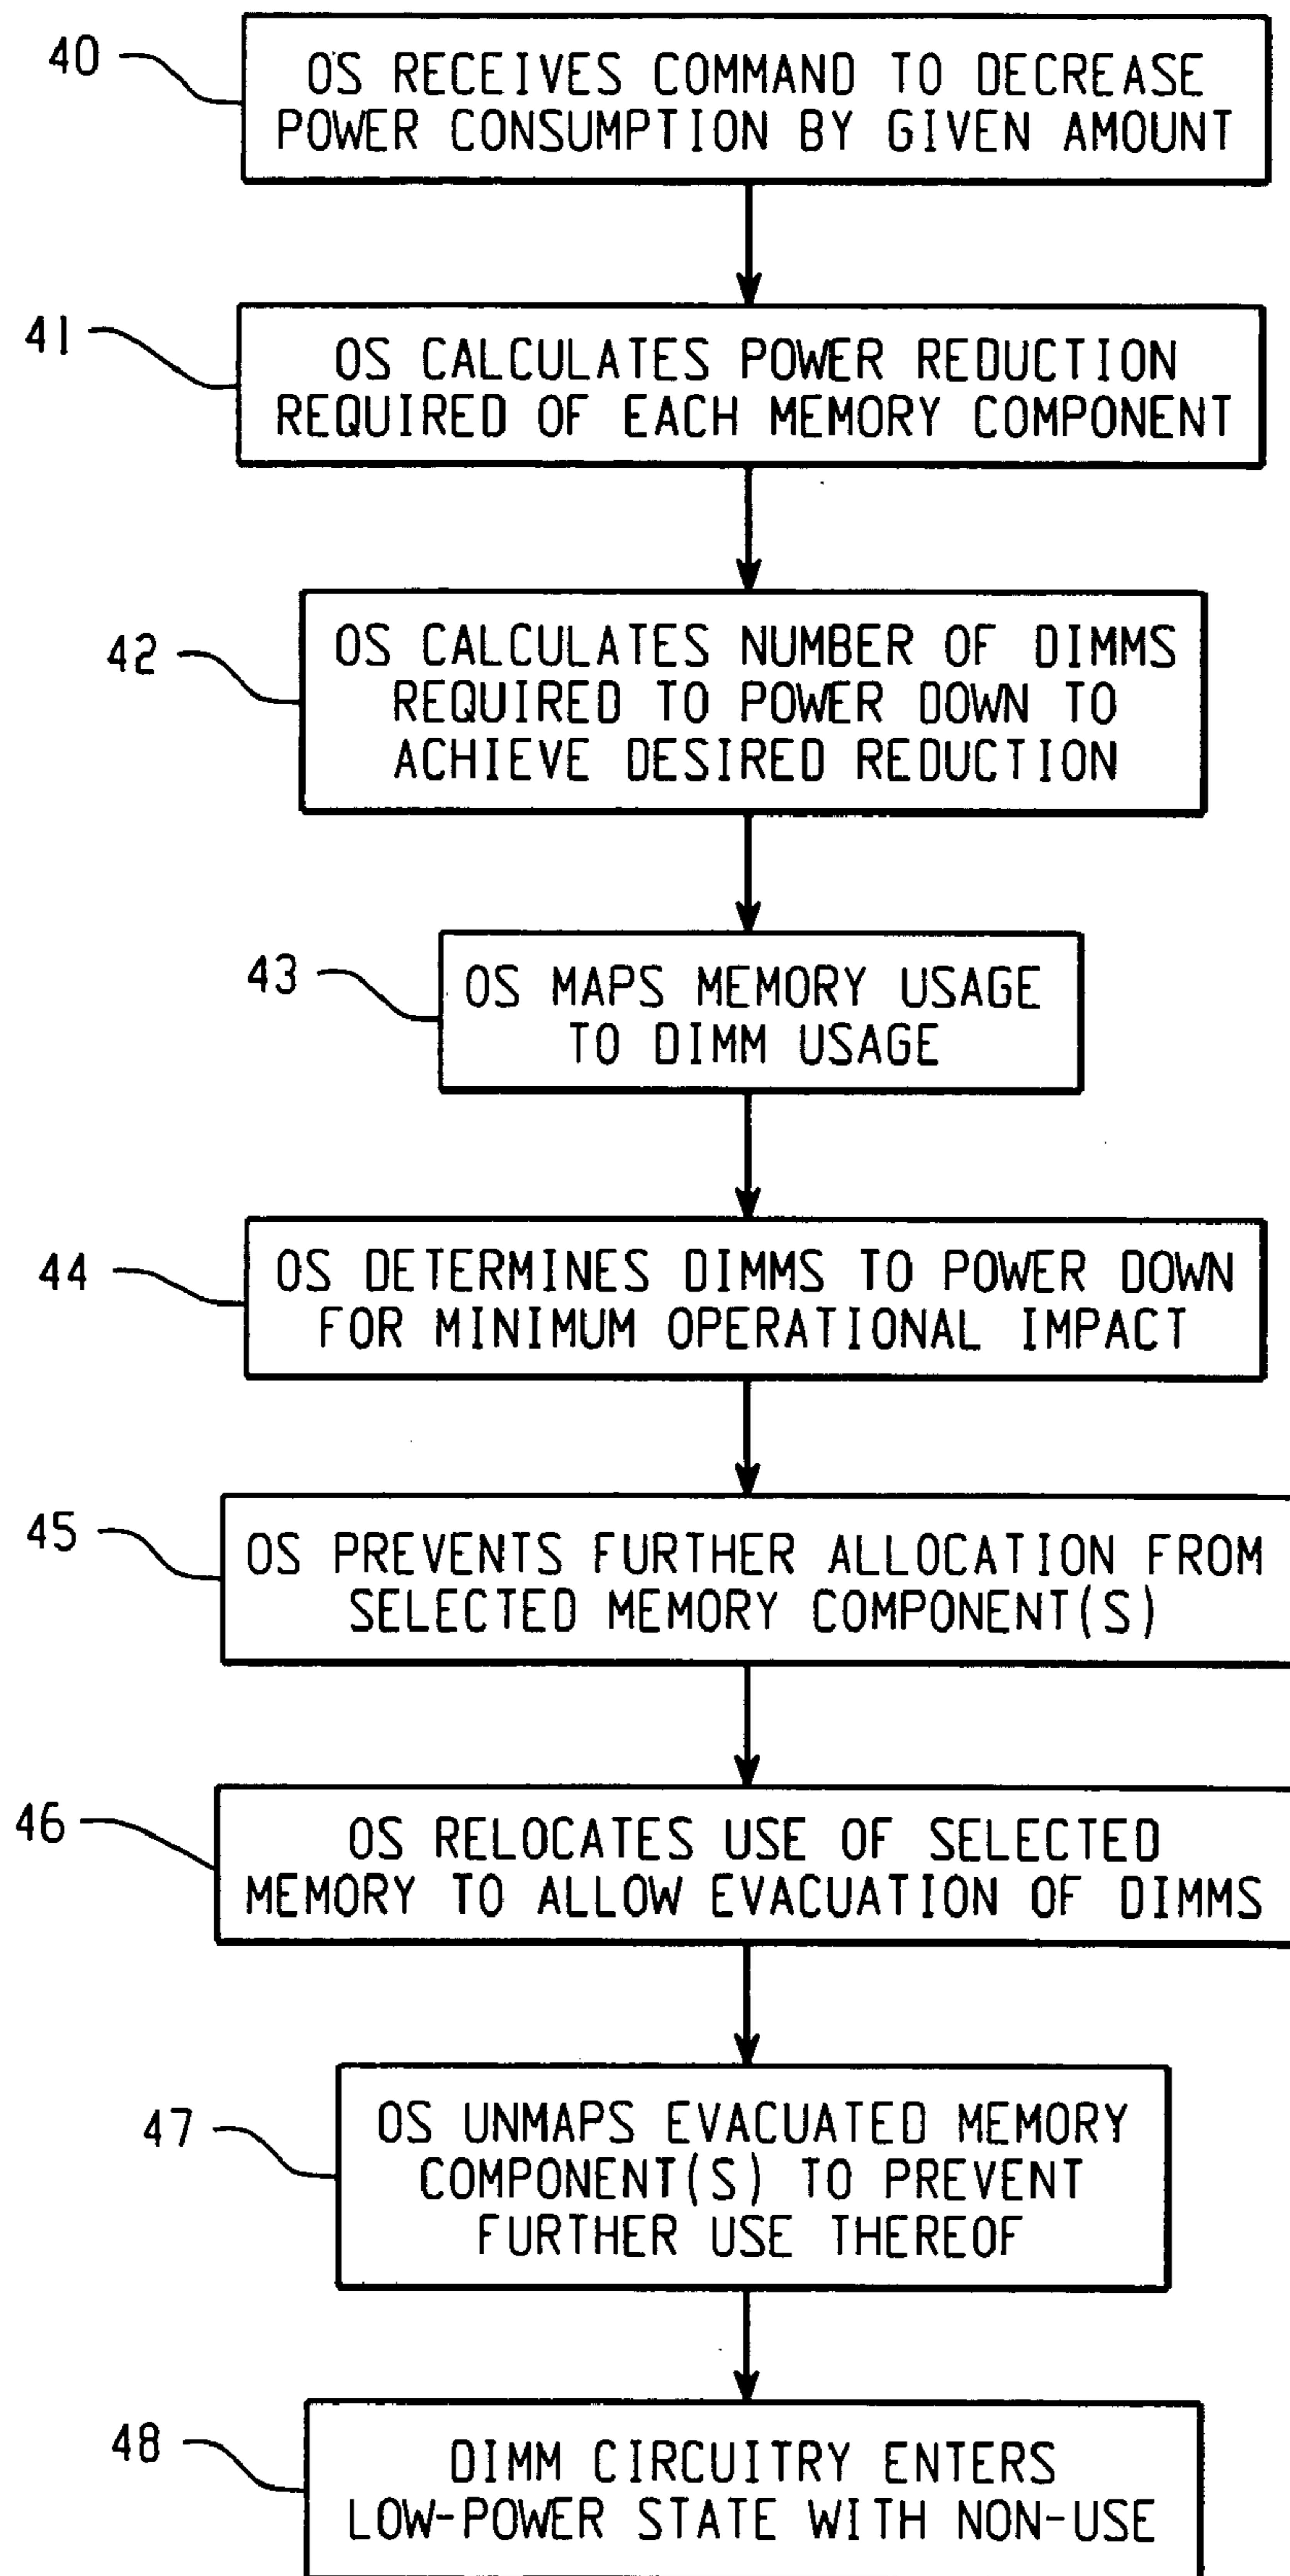 40
OS RECEIVES COMMAND TO DECREASE
POWER CONSUMPTION BY GIVEN AMOUNT
41
OS CALCULATES POWER REDUCTION
REQUIRED OF EACH MEMORY COMPONENT
42
OS CALCULATES NUMBER OF DIMMS
REQUIRED TO POWER DOWN TO
ACHIEVE DESIRED REDUCTION
43
OS MAPS MEMORY USAGE
TO DIMM USAGE
44
OS DETERMINES DIMMS TO POWER DOWN
FOR MINIMUM OPERATIONAL IMPACT
45
OS PREVENTS FURTHER ALLOCATION FROM
SELECTED MEMORY COMPONENT(S)
46
OS RELOCATES USE OF SELECTED
MEMORY TO ALLOW EVACUATION OF DIMMS
47
OS UNMAPS EVACUATED MEMORY
COMPONENT(S) TO PREVENT
FURTHER USE THEREOF
48
DIMM CIRCUITRY ENTERS
LOW-POWER STATE WITH NON-USE